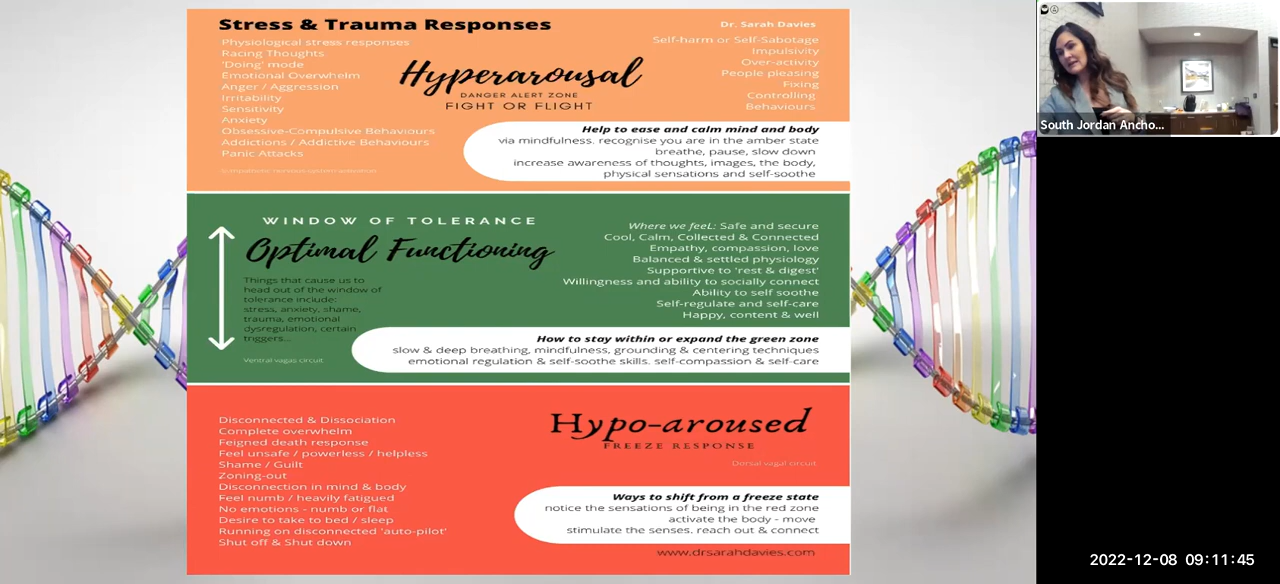 Stress & Trauma Responses
Dr. Sarah Davies
Physiological stress responses
Racing Thoughts
'Doing' mode
Emotional Overwhelm
Anger / Aggression
Irritability
Sensitivity
Anxiety
Obsessive-Compulsive Behaviours
Addictions / Addictive Behaviours
Panic Attacks
Sympathetic nervous system activation
Hyperarousal
DANGER ALERT ZONE
FIGHT OR FLIGHT
Self-harm or Self-Sabotage
Impulsivity
Over-activity
People pleasing
Fixing
Controlling
Behaviours
Help to ease and calm mind and body
via mindfulness. recognise you are in the amber state
breathe, pause, slow down
increase awareness of thoughts, images, the body,
physical sensations and self-soothe
WINDOW OF TOLERANCE
Optimal Functioning
Things that cause us to
head out of the window of
tolerance include:
stress, anxiety, shame,
trauma, emotional
dysregulation, certain
triggers...
Ventral vagas circuit
Where we feeL: Safe and secure
Cool, Calm, Collected & Connected
Empathy, compassion, love
Balanced & settled physiology
Supportive to 'rest & digest'
Willingness and ability to socially connect
Ability to self soothe
Self-regulate and self-care
Happy, content & well
How to stay within or expand the green zone
slow & deep breathing, mindfulness, grounding & centering techniques
emotional regulation & self-soothe skills. self-compassion & self-care
Disconnected & Dissociation
Complete overwhelm
Feigned death response
Feel unsafe / powerless / helpless
Shame / Guilt
Zoning-out
Disconnection in mind & body
Feel numb / heavily fatigued
No emotions - numb or flat
Desire to take to bed / sleep
Running on disconnected 'auto-pilot'
Shut off & Shut down
Hypo-aroused
FREEZE RESPONSE
Dorsal vagal circuit
Ways to shift from a freeze state
notice the sensations of being in the red zone
activate the body - move
stimulate the senses. reach out & connect
www.drsarahdavies.com
South Jordan Ancho...
2022-12-08 09:11:45